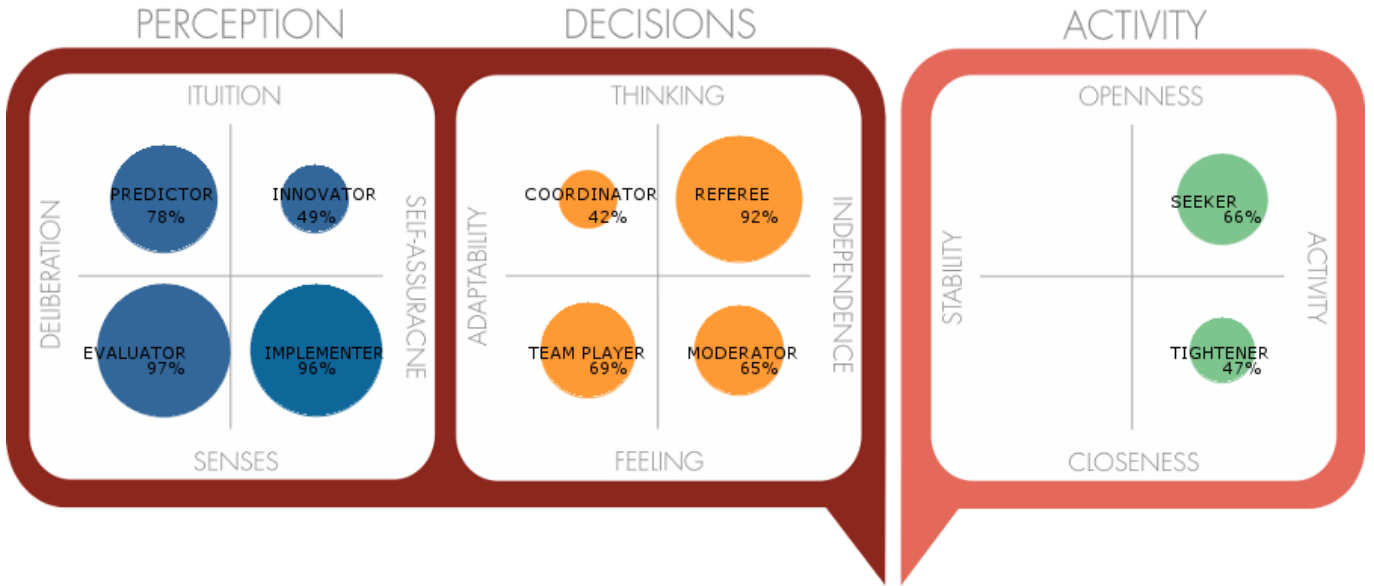 PERCEPTION
DECISIONS
ACTIVITY
ITUITION
THINKING
OPENNESS
PREDICTOR
78%
INNOVATOR
49%
COORDINATOR
42%
REFEREE
92%
SEEKER
66%
DELIBERATION
SELF-ASSURACNE
ADAPTABILITY
INDEPENDENCE
STABILITY
ACTIVITY
EVALUATOR
97%
IMPLEMENTER
96%
TEAM PLAYER
69%
MODERATOR
65%
TIGHTENER
47%
SENSES
FEELING
CLOSENESS